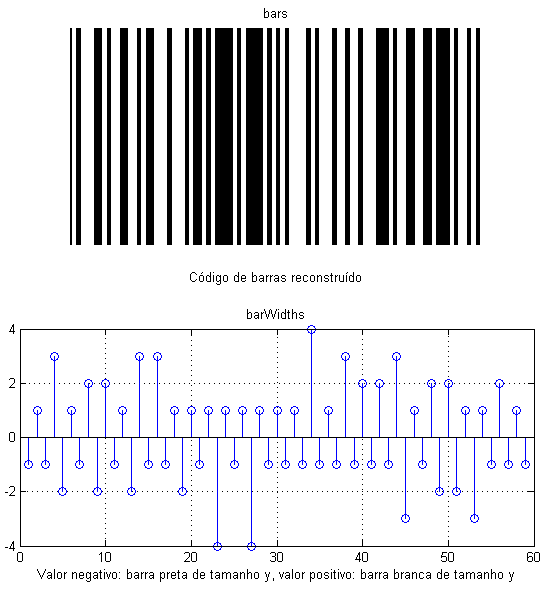 bars
Código de barras reconstruído
barWidths
4
2
0
-2
-4
0 10 20 30 40 50 60
Valor negativo: barra preta de tamanho y, valor positivo: barra branca de tamanho y